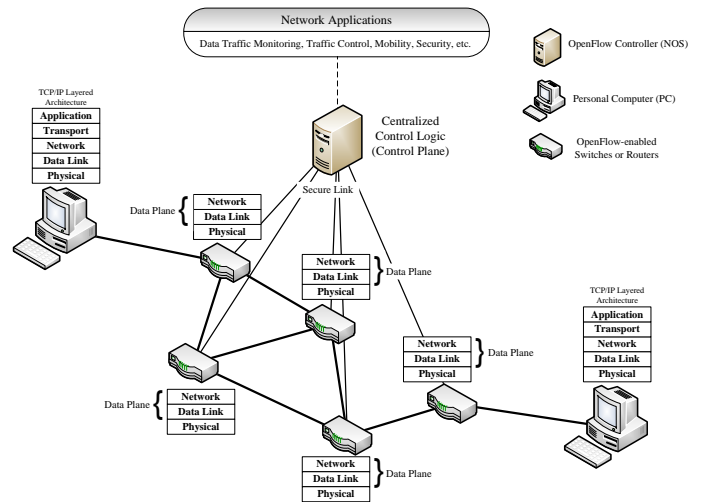 Network Applications
Data Traffic Monitoring, Traffic Control, Mobility, Security, etc.
OpenFlow Controller (NOS)
Personal Computer (PC)
OpenFlow-enabled
Switches or Routers
TCP/IP Layered
Architecture
Application
Transport
Network
Data Link
Physical
Centralized
Control Logic
(Control Plane)
Secure Link
Data Plane
Network
Data Link
Physical
Network
Data Link
Physical
Data Plane
TCP/IP Layered
Architecture
Application
Transport
Network
Data Link
Physical
Network
Data Link
Physical
Data Plane
Data Plane
Network
Data Link
Physical
Network
Data Link
Physical
Data Plane